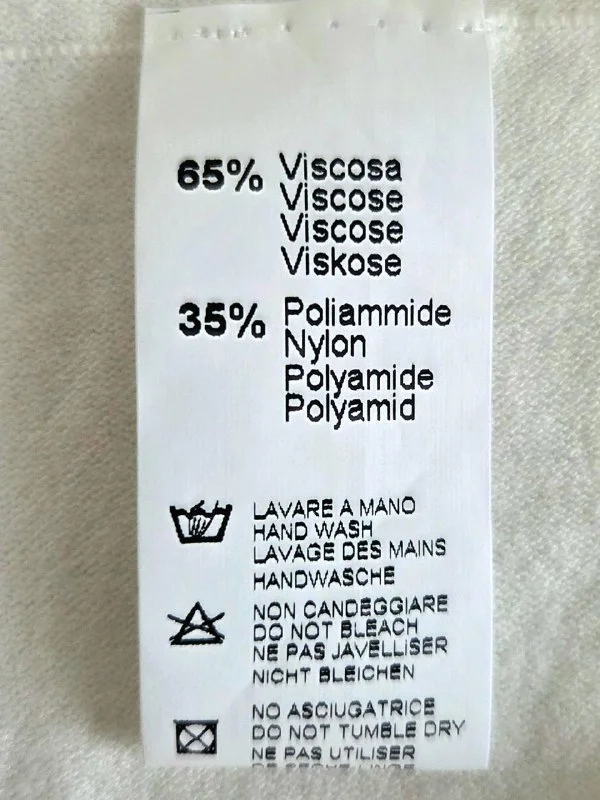 65% Viscosa
Viscose
Viscose
Viskose
35% Poliammide
Nylon
Polyamide
Polyamid
LAVARE A MANO
HAND WASH
LAVAGE DES MAINS
HANDWASCHE
NON CANDEGGIARE
DO NOT BLEACH
NE PAS JAVELLISER
NICHT BLEICHEN
NO ASCIUGATRICE
DO NOT TUMBLE DRY
NE PAS UTILISER